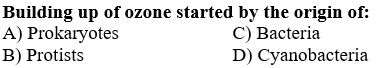 Building up of ozone started by the origin of:
A) Prokaryotes C) Bacteria
B) Protists D) Cyanobacteria